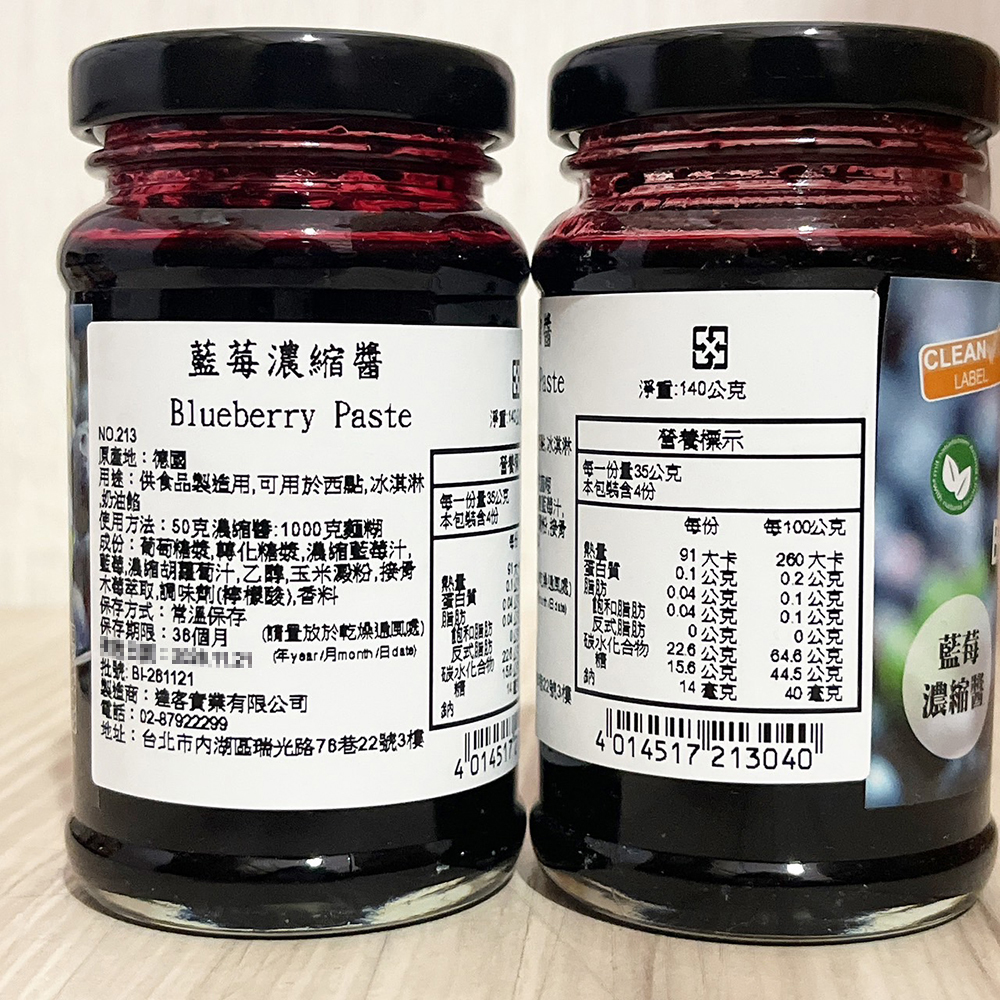 藍莓濃縮醬
Blueberry Paste
NO.213
原產地：德國
用途：供食品製造用,可用於西點,冰淇淋
,奶油餡
使用方法：50克濃縮醬:1000克麵糊
成份：葡萄糖漿,轉化糖漿,濃縮藍莓汁,
藍莓,濃縮胡蘿蔔汁,乙醇,玉米澱粉,接骨
木莓萃取,調味劑(檸檬酸),香料
保存方式：常溫保存
保存期限：36個月 (請量放於乾燥通風處)
(年year/月month/日date)
批號:BI-281121
製造商：達客實業有限公司
電話：02-87922299
地址：台北市內湖區瑞光路76巷22號3樓
淨重:140公克
營養標示
每一份量35公克
本包裝含4份
每份 每100公克
熱量 91 大卡 260 大卡
蛋白質 0.1 公克 0.2 公克
脂肪 0.04 公克 0.1 公克
飽和脂肪 0.04 公克 0.1 公克
反式脂肪 0 公克 0 公克
碳水化合物 22.6 公克 64.6 公克
糖 15.6 公克 44.5 公克
鈉 14 毫克 40 毫克
4 014517 213040
CLEAN
LABEL
藍莓
濃縮醬